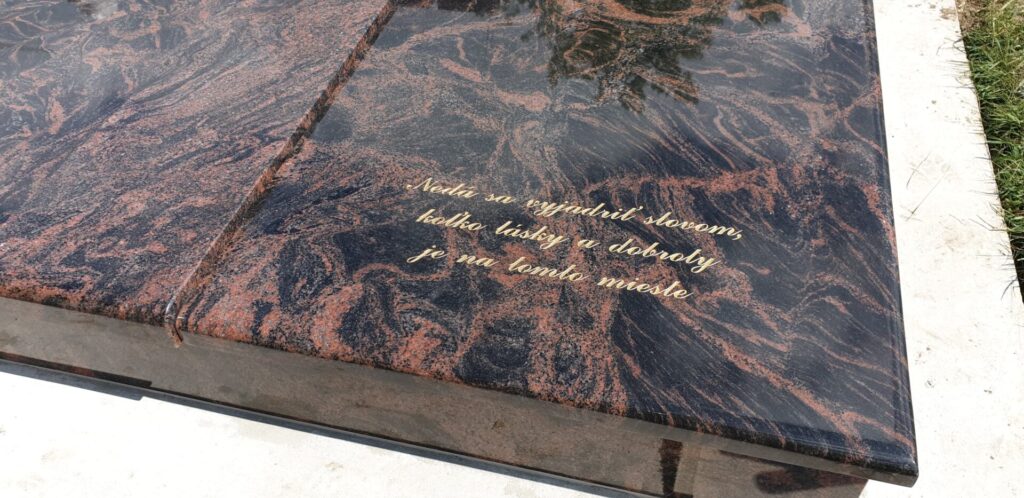 Nedá sa vyjadriť slovom,
koľko lásky a dobroty
je na tomto mieste